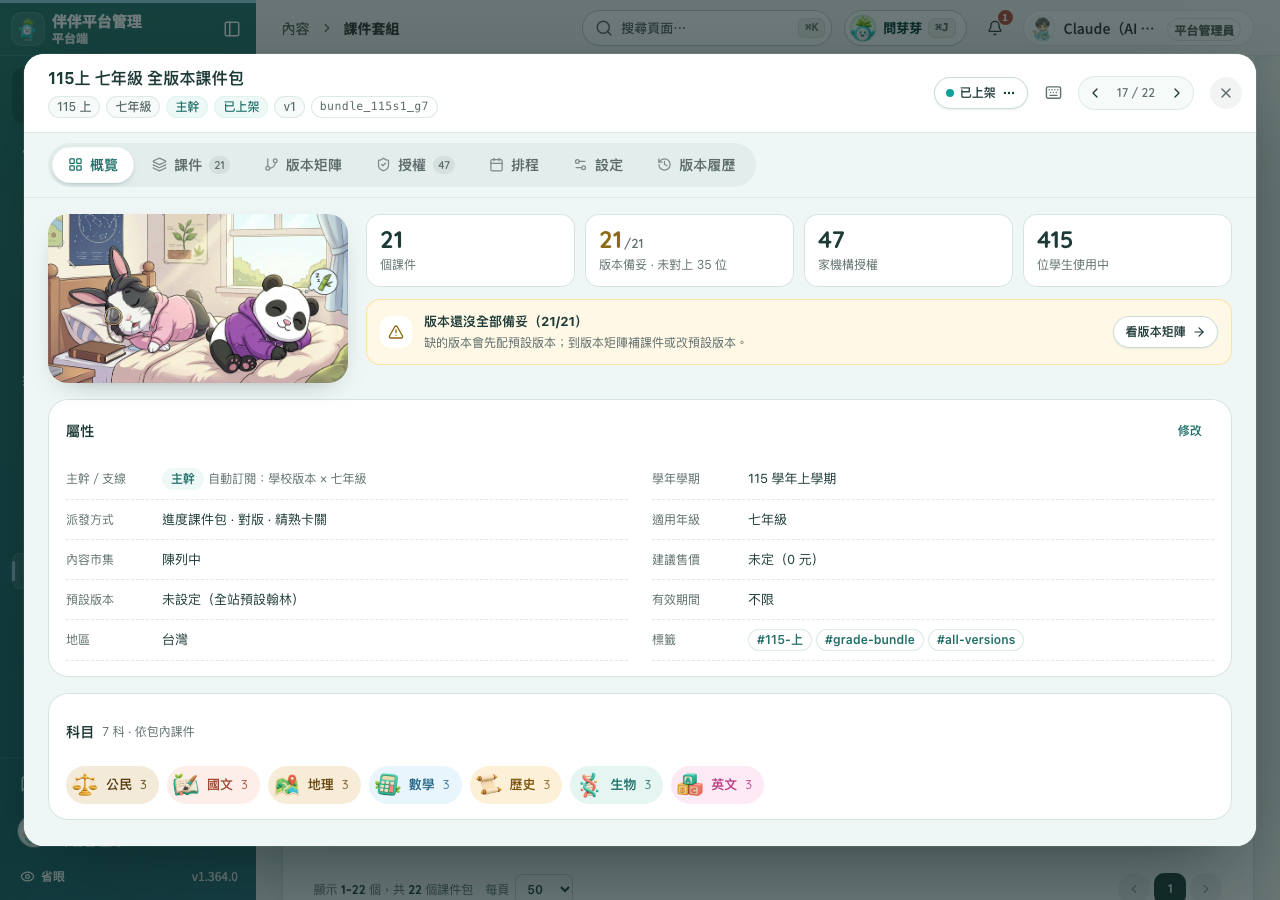 伴伴平台管理
平台端
內容 > 課件套組
搜尋頁面… ⌘K
問芽芽 ⌘J
1
Claude（AI … 平台管理員
115上 七年級 全版本課件包
115 上 七年級 主幹 已上架 v1 bundle_115s1_g7
已上架 ···
17 / 22
概覽
課件 21
版本矩陣
授權 47
排程
設定
版本履歷
21
個課件
21/21
版本備妥 · 未對上 35 位
47
家機構授權
415
位學生使用中
版本還沒全部備妥（21/21）
缺的版本會先配預設版本；到版本矩陣補課件或改預設版本。
看版本矩陣 →
屬性
修改
主幹 / 支線 主幹 自動訂閱：學校版本 × 七年級
學年學期 115 學年上學期
派發方式 進度課件包 · 對版 · 精熟卡關
適用年級 七年級
內容市集 陳列中
建議售價 未定（0 元）
預設版本 未設定（全站預設翰林）
有效期間 不限
地區 台灣
標籤 #115-上 #grade-bundle #all-versions
科目 7 科 · 依包內課件
公民 3
國文 3
地理 3
數學 3
歷史 3
生物 3
英文 3
省眼 v1.364.0
顯示 1–22 個，共 22 個課件包 每頁 50
1